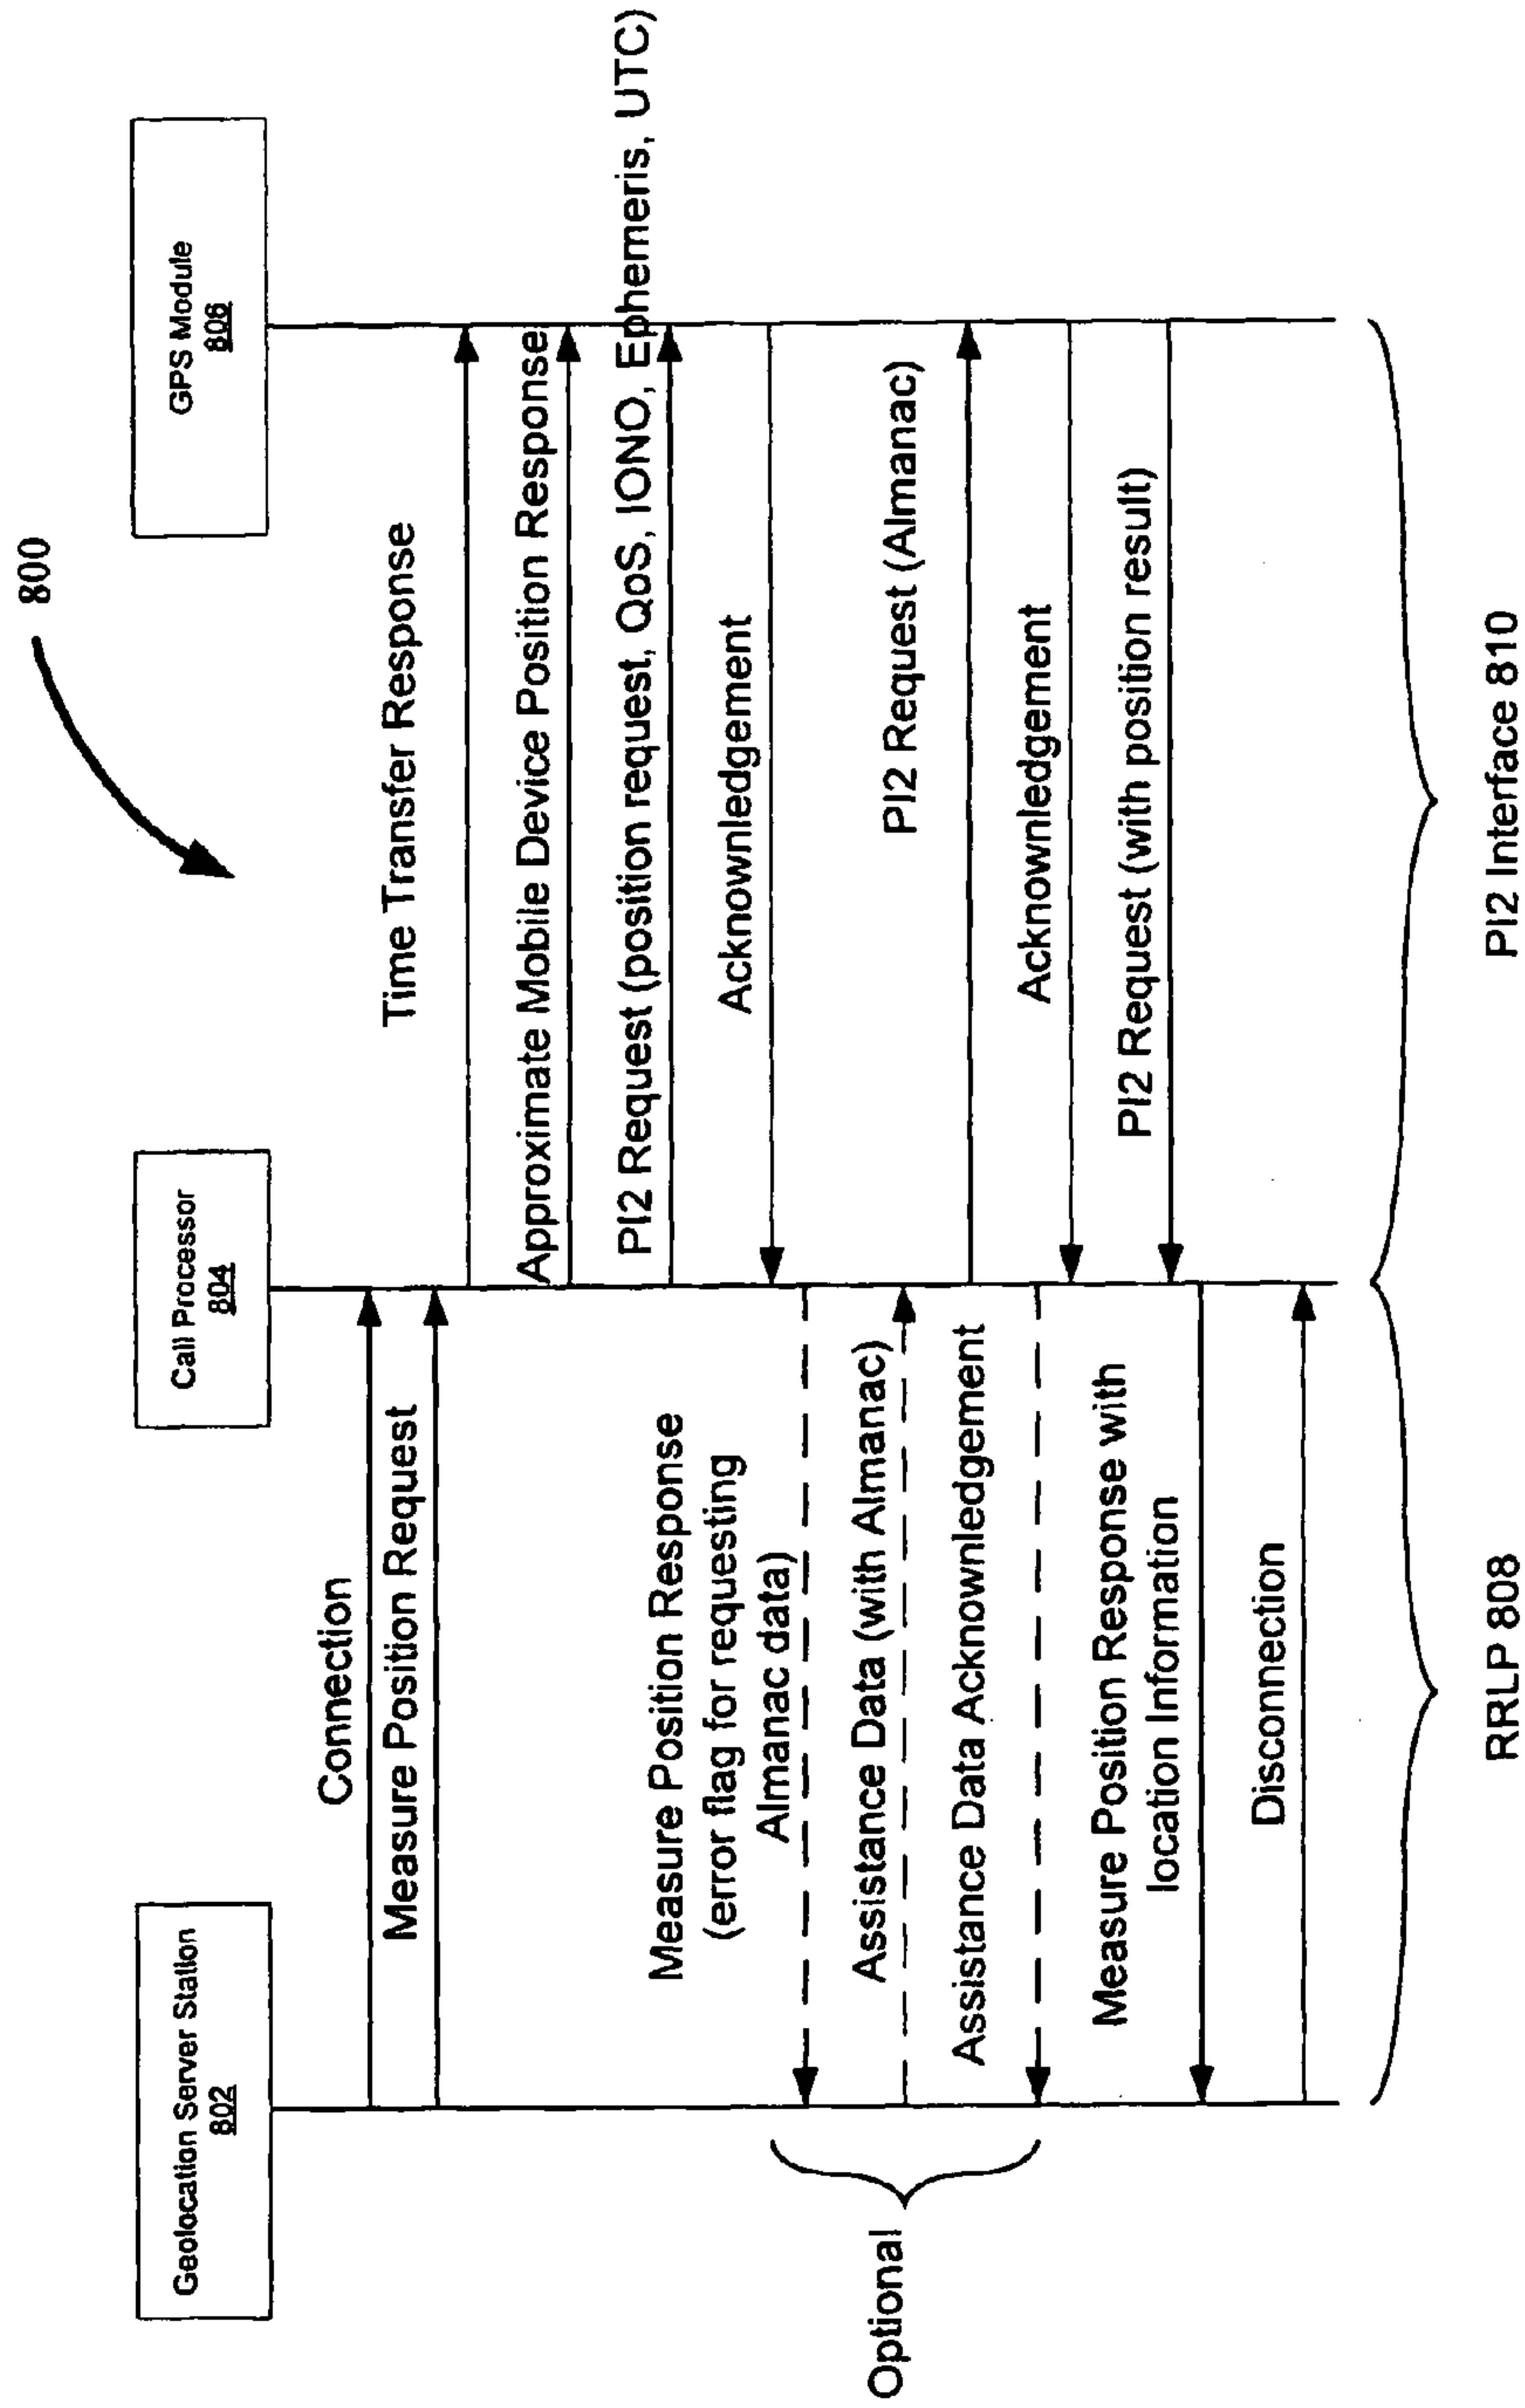 800
Geolocation Server Station
802
Call Processor
804
GPS Module
806
Connection
Measure Position Request
Time Transfer Response
Approximate Mobile Device Position Response
PI2 Request (position request, QoS, IONO, Ephemeris, UTC)
Acknownledgement
Measure Position Response
(error flag for requesting
Almanac data)
Assistance Data (with Almanac)
PI2 Request (Almanac)
Assistance Data Acknownledgement
Acknownledgement
PI2 Request (with position result)
Measure Position Response with
location Information
Disconnection
Optional
RRLP 808
PI2 Interface 810